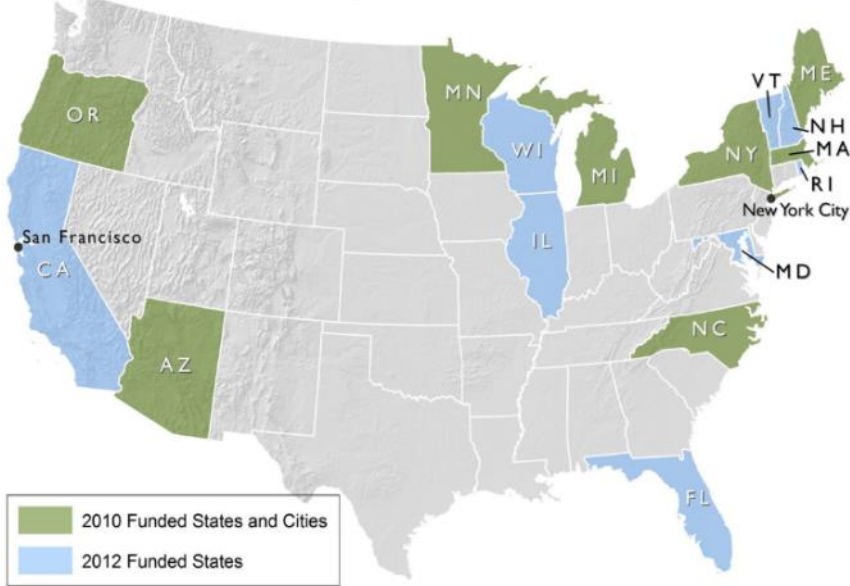 ME
VT
MN
OR
NH
WI
NY
MA
MI
RI
New York City
San Francisco
IL
CA
MD
NC
AZ
FL
2010 Funded States and Cities
2012 Funded States